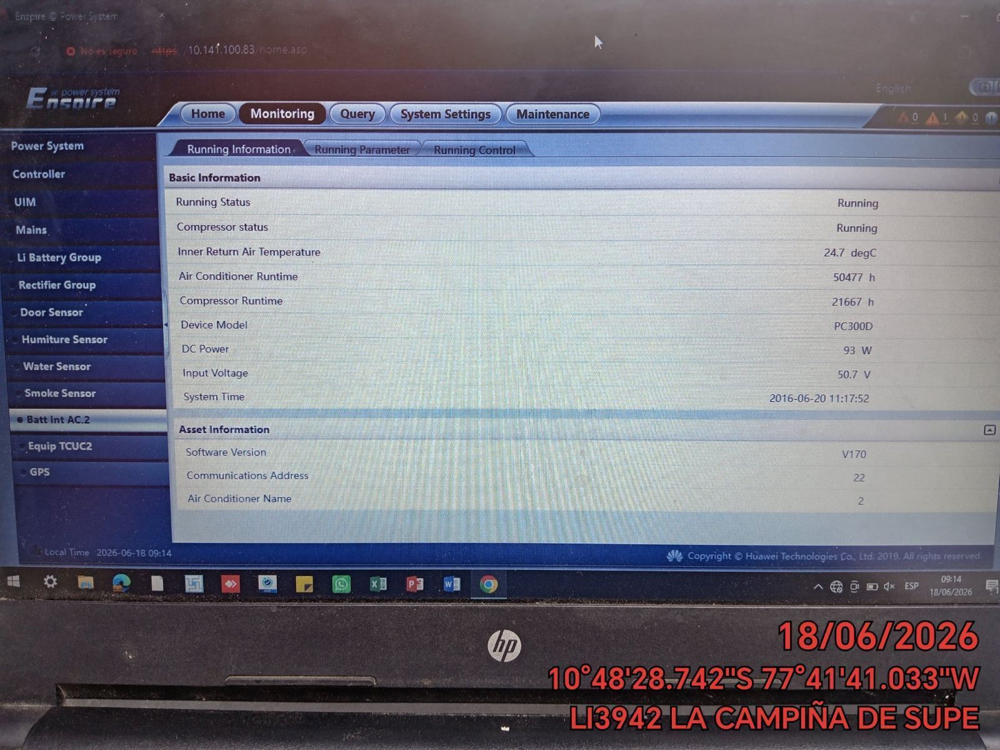 Enspire @ Power System
No es seguro https://10.141.100.83/home.asp
power system
Enspire
English
Home Monitoring Query System Settings Maintenance
0 1 0
Running Information Running Parameter Running Control
Power System
Controller
UIM
Mains
Li Battery Group
Rectifier Group
Door Sensor
Humiture Sensor
Water Sensor
Smoke Sensor
Batt Int AC.2
Equip TCUC2
GPS
Basic Information
Running Status Running
Compressor status Running
Inner Return Air Temperature 24.7 degC
Air Conditioner Runtime 50477 h
Compressor Runtime 21667 h
Device Model PC300D
DC Power 93 W
Input Voltage 50.7 V
System Time 2016-06-20 11:17:52
Asset Information
Software Version V170
Communications Address 22
Air Conditioner Name 2
Local Time 2026-06-18 09:14
Copyright © Huawei Technologies Co., Ltd. 2019. All rights reserved.
ESP
09:14
18/06/2026
hp
18/06/2026
10°48'28.742"S 77°41'41.033"W
LI3942 LA CAMPIÑA DE SUPE